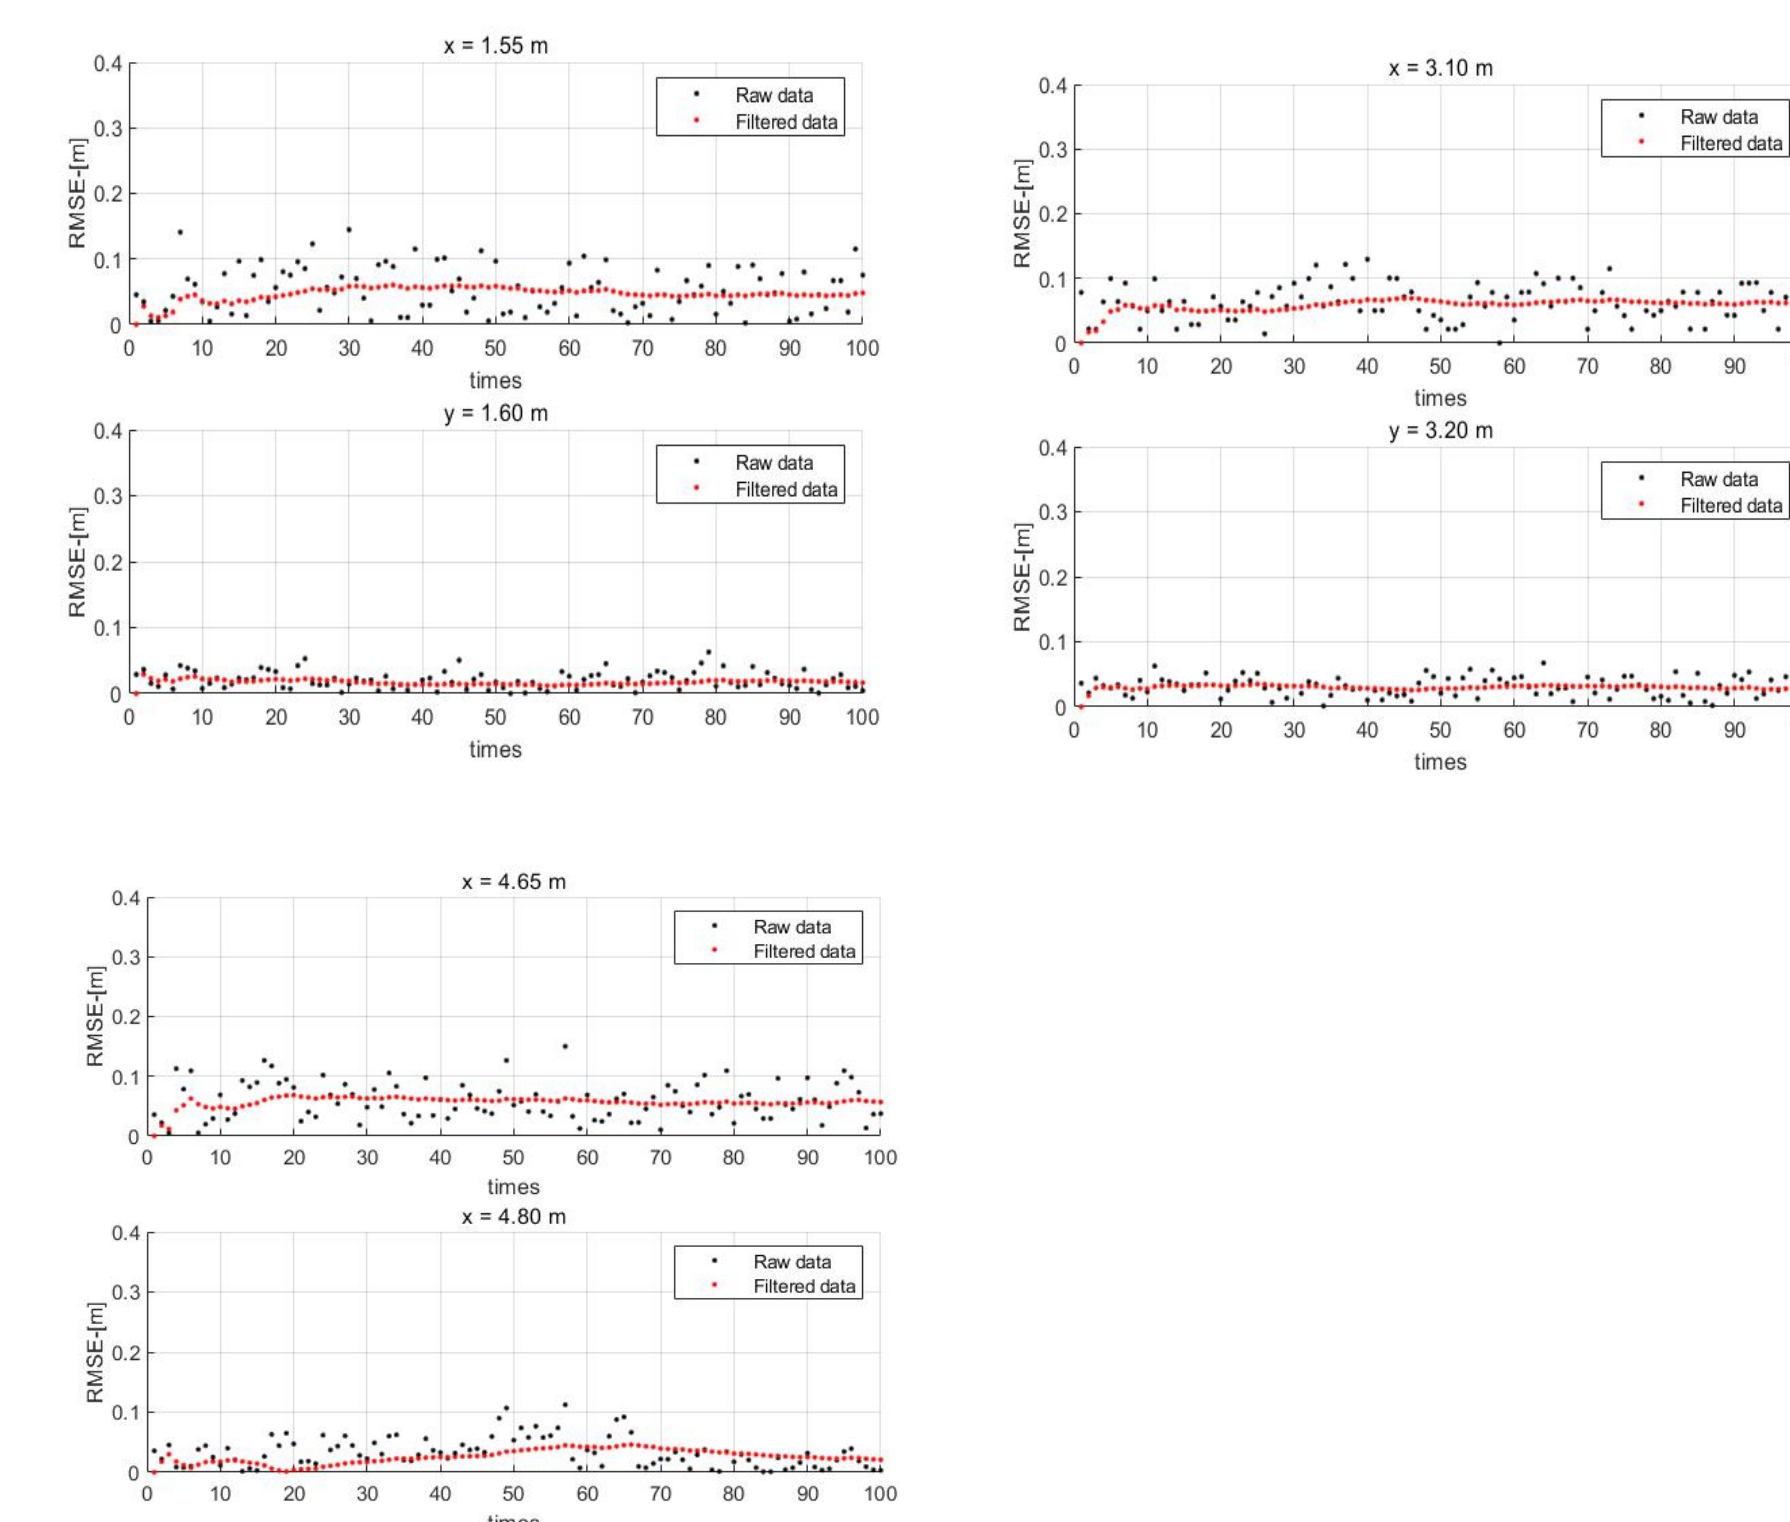 x = 1.55 m
0.4
0.3
0.2
0.1
0
RMSE-[m]
Raw data
Filtered data
0 10 20 30 40 50 60 70 80 90 100
times
y = 1.60 m
0.4
0.3
0.2
0.1
0
RMSE-[m]
Raw data
Filtered data
0 10 20 30 40 50 60 70 80 90 100
times
x = 3.10 m
0.4
0.3
0.2
0.1
0
RMSE-[m]
Raw data
Filtered data
0 10 20 30 40 50 60 70 80 90
times
y = 3.20 m
0.4
0.3
0.2
0.1
0
RMSE-[m]
Raw data
Filtered data
0 10 20 30 40 50 60 70 80 90
times
x = 4.65 m
0.4
0.3
0.2
0.1
0
RMSE-[m]
Raw data
Filtered data
0 10 20 30 40 50 60 70 80 90 100
times
x = 4.80 m
0.4
0.3
0.2
0.1
0
RMSE-[m]
Raw data
Filtered data
0 10 20 30 40 50 60 70 80 90 100
times